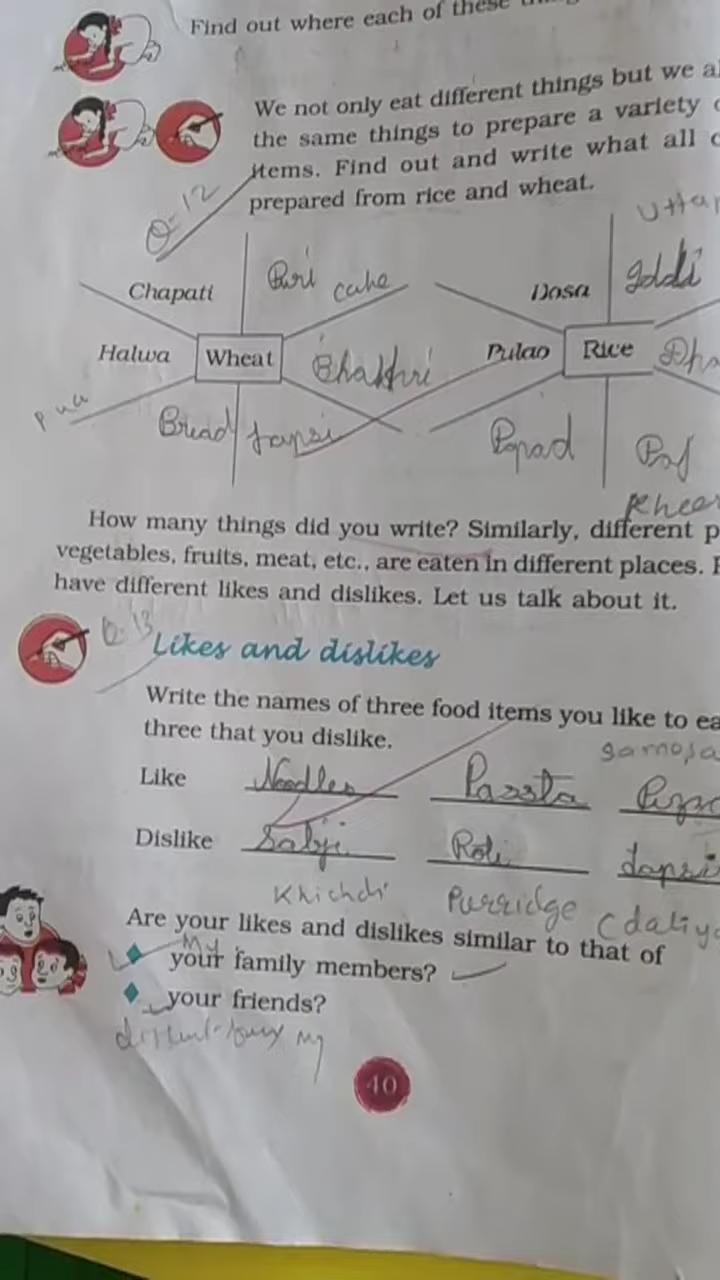 Find out where each of these
We not only eat different things but we
the same things to prepare a variety
items. Find out and write what all
prepared from rice and wheat.
Q-12
Chapati Puri cake Dosa
Halwa Wheat Bhakhri Pulao Rice
Pua
Bread Papad
Kheer
How many things did you write? Similarly, different
vegetables, fruits, meat, etc., are eaten in different places.
have different likes and dislikes. Let us talk about it.
Q.13
Likes and dislikes
Write the names of three food items you like to
three that you dislike.
samosa
Like Noodles Passta
Dislike Sabji Roti
Khichdi Purridge
Are your likes and dislikes similar to that of
My
your family members?
your friends?
40